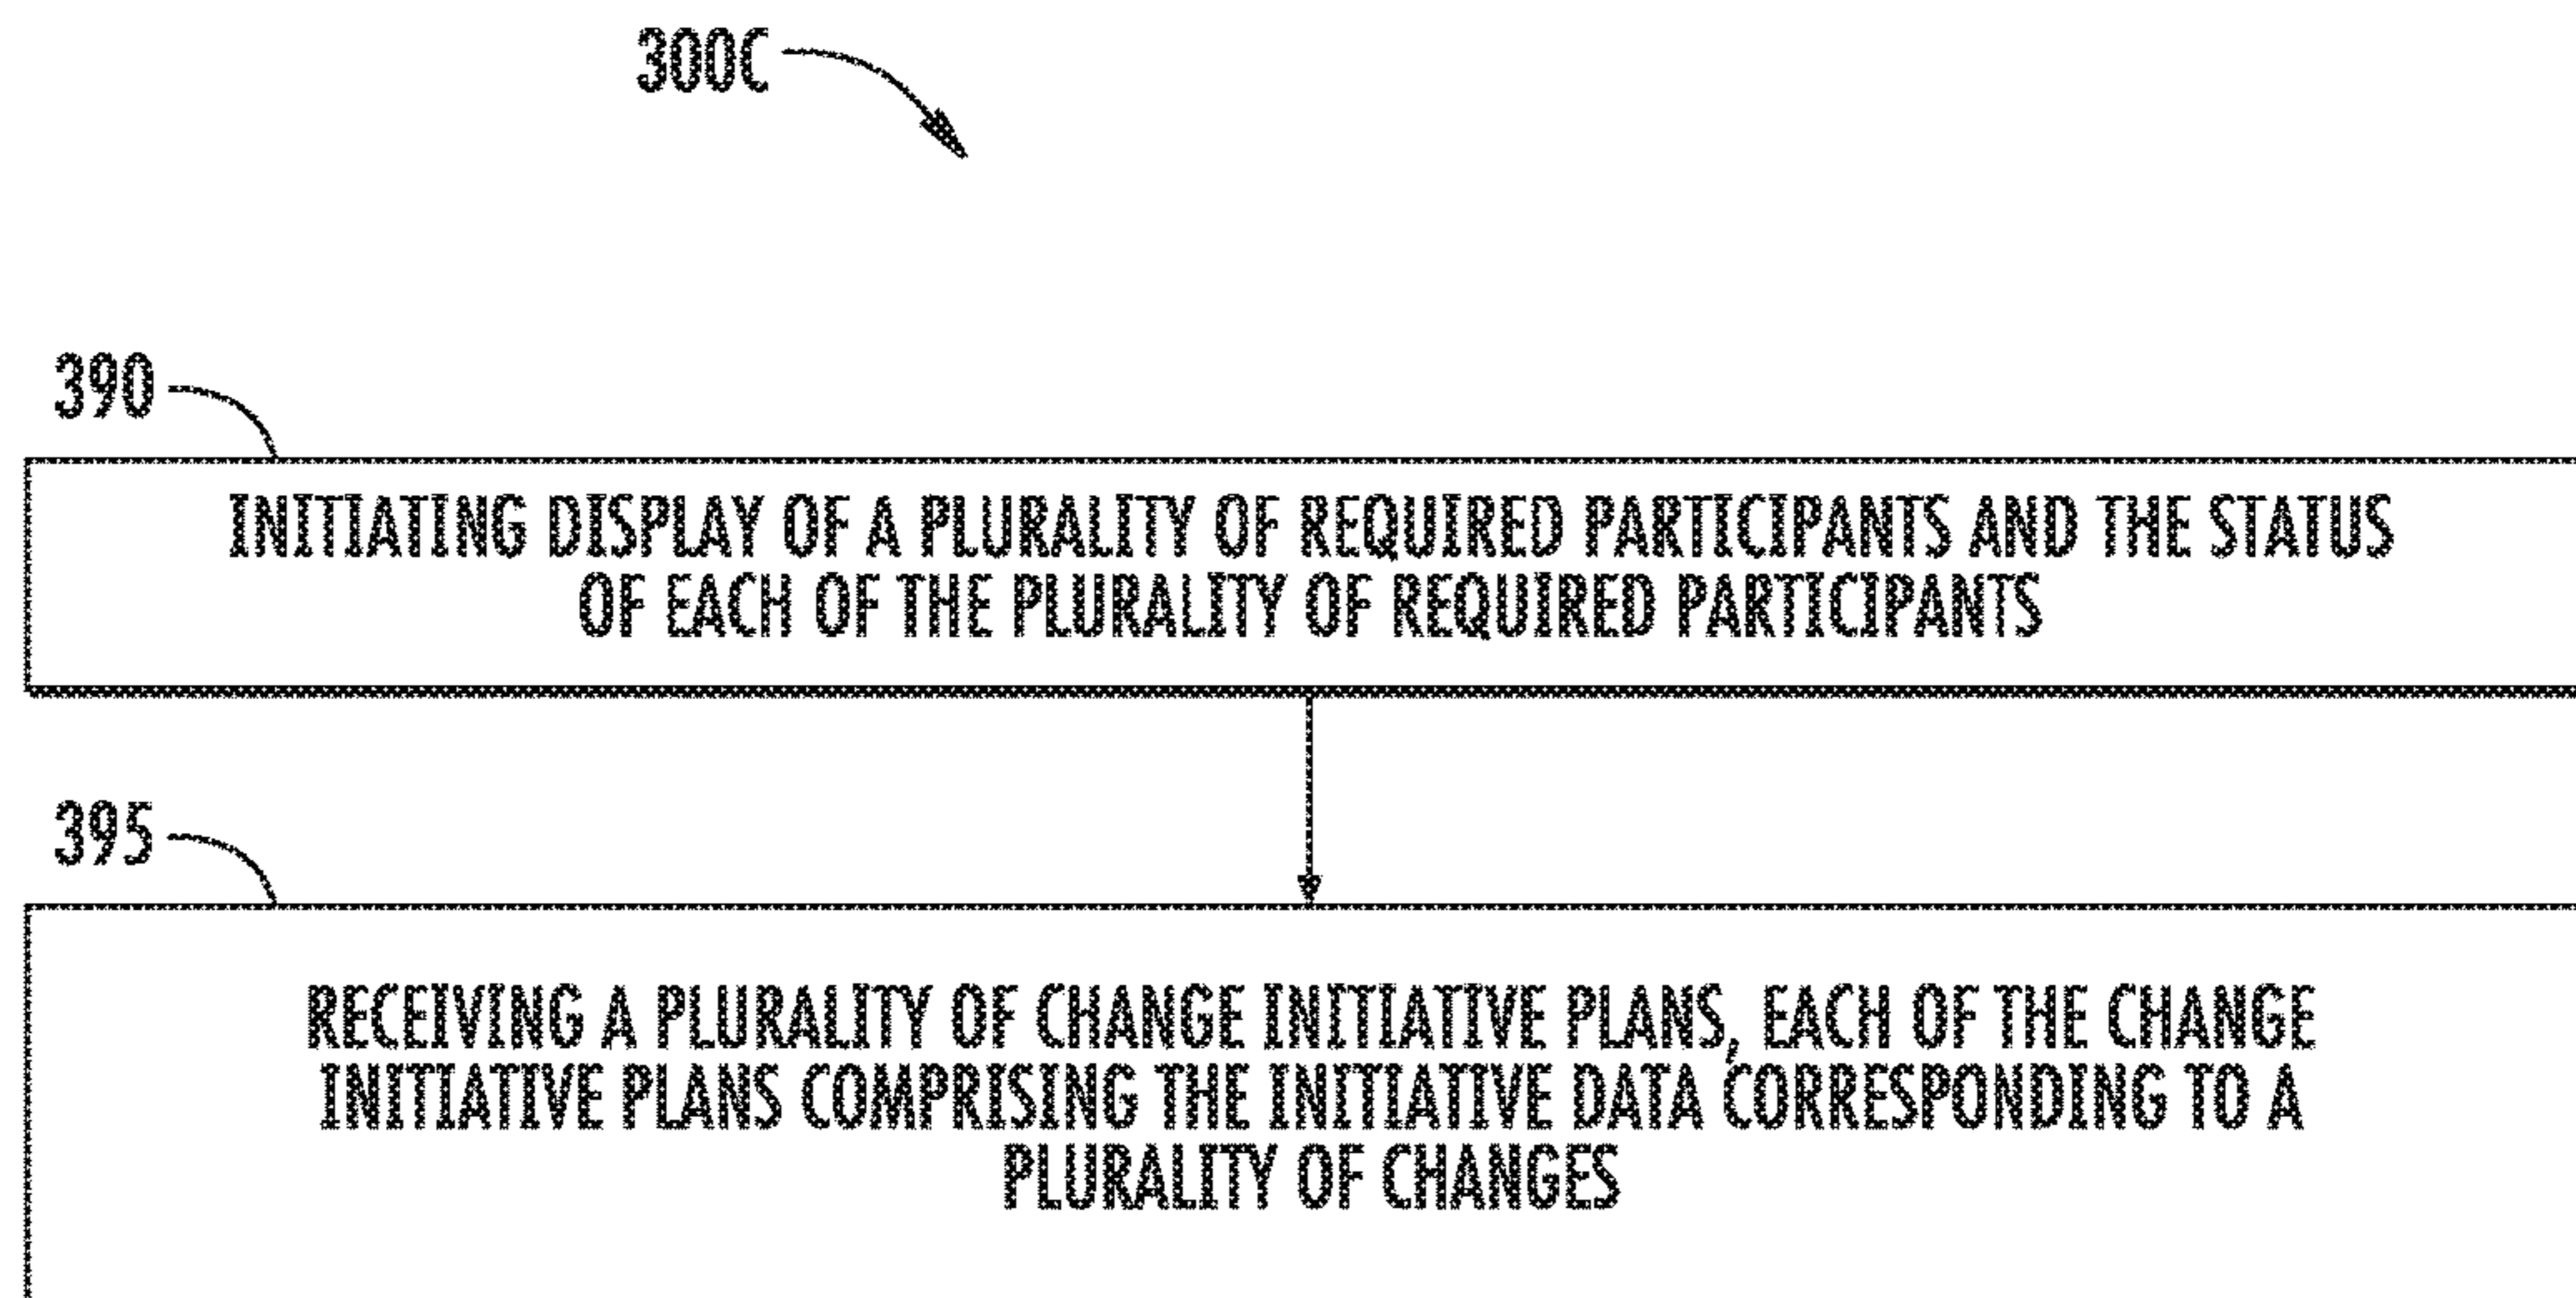 300C
390
INITIATING DISPLAY OF A PLURALITY OF REQUIRED PARTICIPANTS AND THE STATUS
OF EACH OF THE PLURALITY OF REQUIRED PARTICIPANTS
395
RECEIVING A PLURALITY OF CHANGE INITIATIVE PLANS, EACH OF THE CHANGE
INITIATIVE PLANS COMPRISING THE INITIATIVE DATA CORRESPONDING TO A
PLURALITY OF CHANGES